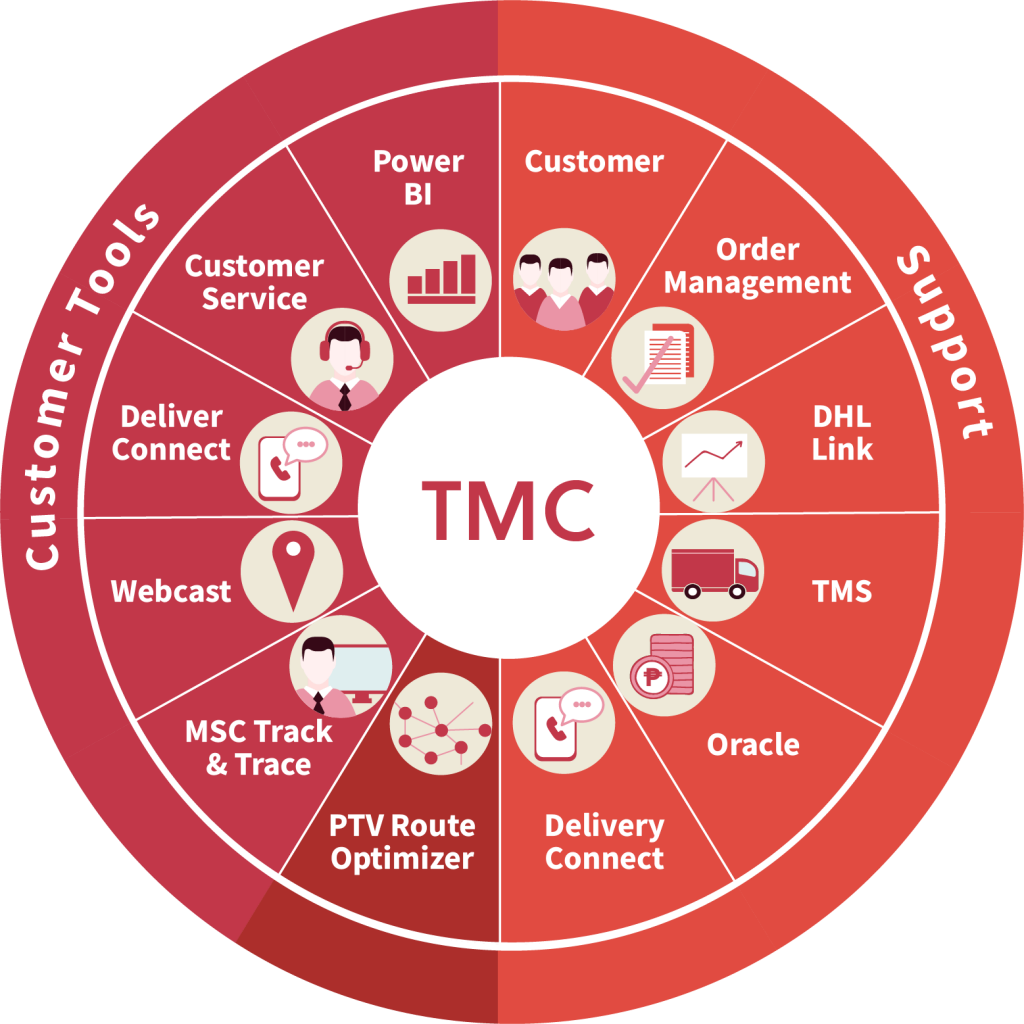 Customer Tools
Support
Power
BI
Customer
Order
Management
DHL
Link
TMS
Oracle
₱
Delivery
Connect
PTV Route
Optimizer
MSC Track
& Trace
Webcast
Deliver
Connect
Customer
Service
TMC